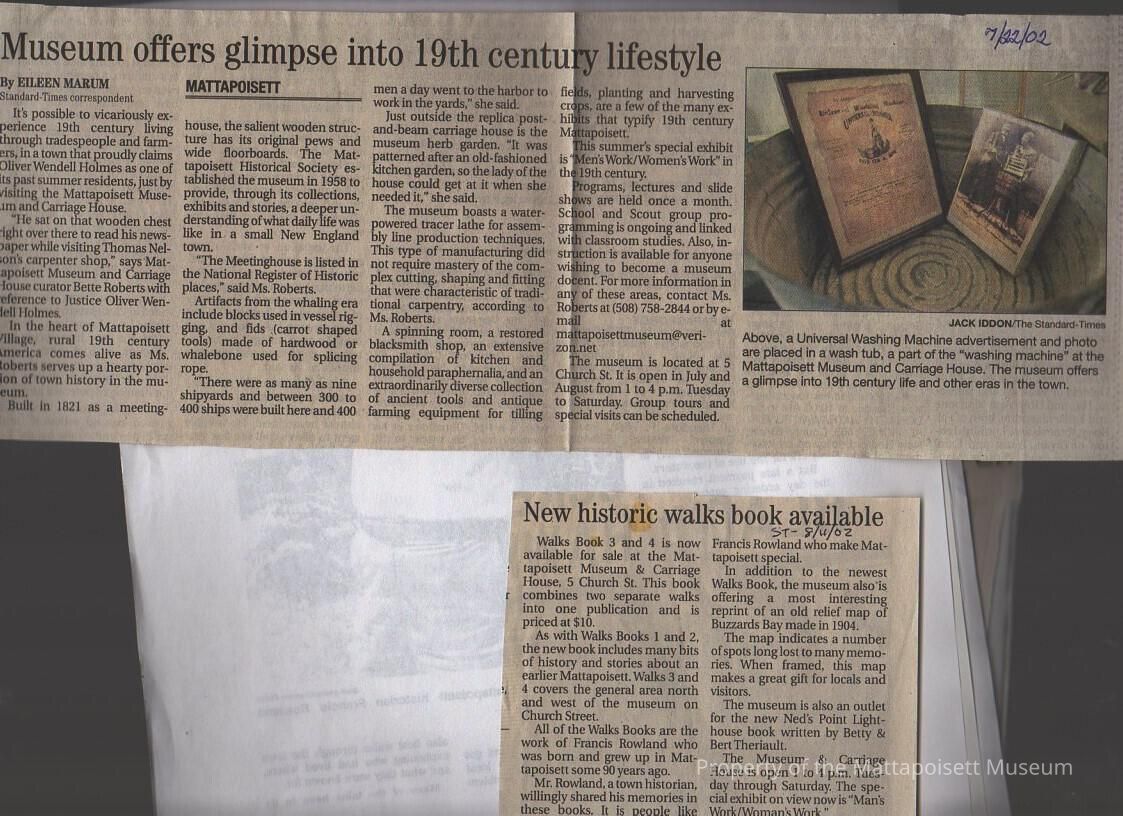 Museum offers glimpse into 19th century lifestyle
7/22/02
By EILEEN MARUM
Standard-Times correspondent
It's possible to vicariously ex-
perience 19th century living
through tradespeople and farm-
ers, in a town that proudly claims
Oliver Wendell Holmes as one of
its past summer residents, just by
visiting the Mattapoisett Muse-
um and Carriage House.
"He sat on that wooden chest
right over there to read his news-
paper while visiting Thomas Nel-
son's carpenter shop," says Mat-
tapoisett Museum and Carriage
House curator Bette Roberts with
reference to Justice Oliver Wen-
dell Holmes.
In the heart of Mattapoisett
Village, rural 19th century
America comes alive as Ms.
Roberts serves up a hearty por-
tion of town history in the mu-
seum.
Built in 1821 as a meeting-
MATTAPOISETT
house, the salient wooden struc-
ture has its original pews and
wide floorboards. The Mat-
tapoisett Historical Society es-
tablished the museum in 1958 to
provide, through its collections,
exhibits and stories, a deeper un-
derstanding of what daily life was
like in a small New England
town.
"The Meetinghouse is listed in
the National Register of Historic
places," said Ms. Roberts.
Artifacts from the whaling era
include blocks used in vessel rig-
ging, and fids (carrot shaped
tools) made of hardwood or
whalebone used for splicing
rope.
"There were as many as nine
shipyards and between 300 to
400 ships were built here and 400
men a day went to the harbor to
work in the yards," she said.
Just outside the replica post-
and-beam carriage house is the
museum herb garden. "It was
patterned after an old-fashioned
kitchen garden, so the lady of the
house could get at it when she
needed it," she said.
The museum boasts a water-
powered tracer lathe for assem-
bly line production techniques.
This type of manufacturing did
not require mastery of the com-
plex cutting, shaping and fitting
that were characteristic of tradi-
tional carpentry, according to
Ms. Roberts.
A spinning room, a restored
blacksmith shop, an extensive
compilation of kitchen and
household paraphernalia, and an
extraordinarily diverse collection
of ancient tools and antique
farming equipment for tilling
fields, planting and harvesting
crops, are a few of the many ex-
hibits that typify 19th century
Mattapoisett.
This summer's special exhibit
is "Men's Work/Women's Work" in
the 19th century.
Programs, lectures and slide
shows are held once a month.
School and Scout group pro-
gramming is ongoing and linked
with classroom studies. Also, in-
struction is available for anyone
wishing to become a museum
docent. For more information in
any of these areas, contact Ms.
Roberts at (508) 758-2844 or by e-
mail at
mattapoisettmuseum@veri-
zon.net
The museum is located at 5
Church St. It is open in July and
August from 1 to 4 p.m. Tuesday
to Saturday. Group tours and
special visits can be scheduled.
JACK IDDON/The Standard-Times
Above, a Universal Washing Machine advertisement and photo
are placed in a wash tub, a part of the "washing machine" at the
Mattapoisett Museum and Carriage House. The museum offers
a glimpse into 19th century life and other eras in the town.
New historic walks book available
ST- 8/11/02
Walks Book 3 and 4 is now
available for sale at the Mat-
tapoisett Museum & Carriage
House, 5 Church St. This book
combines two separate walks
into one publication and is
priced at $10.
As with Walks Books 1 and 2,
the new book includes many bits
of history and stories about an
earlier Mattapoisett. Walks 3 and
4 covers the general area north
and west of the museum on
Church Street.
All of the Walks Books are the
work of Francis Rowland who
was born and grew up in Mat-
tapoisett some 90 years ago.
Mr. Rowland, a town historian,
willingly shared his memories in
these books. It is people like
Francis Rowland who make Mat-
tapoisett special.
In addition to the newest
Walks Book, the museum also is
offering a most interesting
reprint of an old relief map of
Buzzards Bay made in 1904.
The map indicates a number
of spots long lost to many memo-
ries. When framed, this map
makes a great gift for locals and
visitors.
The museum is also an outlet
for the new Ned's Point Light-
house book written by Betty &
Bert Theriault.
The Museum & Carriage
House is open 1 to 4 p.m. Tues-
day through Saturday. The spe-
cial exhibit on view now is "Man's
Work/Woman's Work."
Property of the Mattapoisett Museum